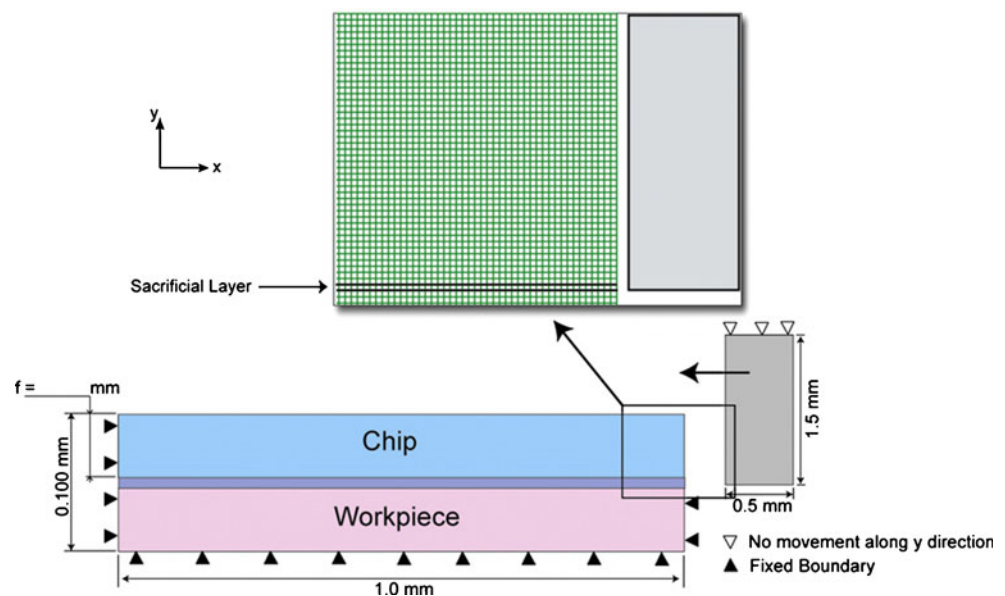 y
x
Sacrificial Layer
f = mm
Chip
0.100 mm
Workpiece
1.5 mm
0.5 mm
No movement along y direction
Fixed Boundary
1.0 mm